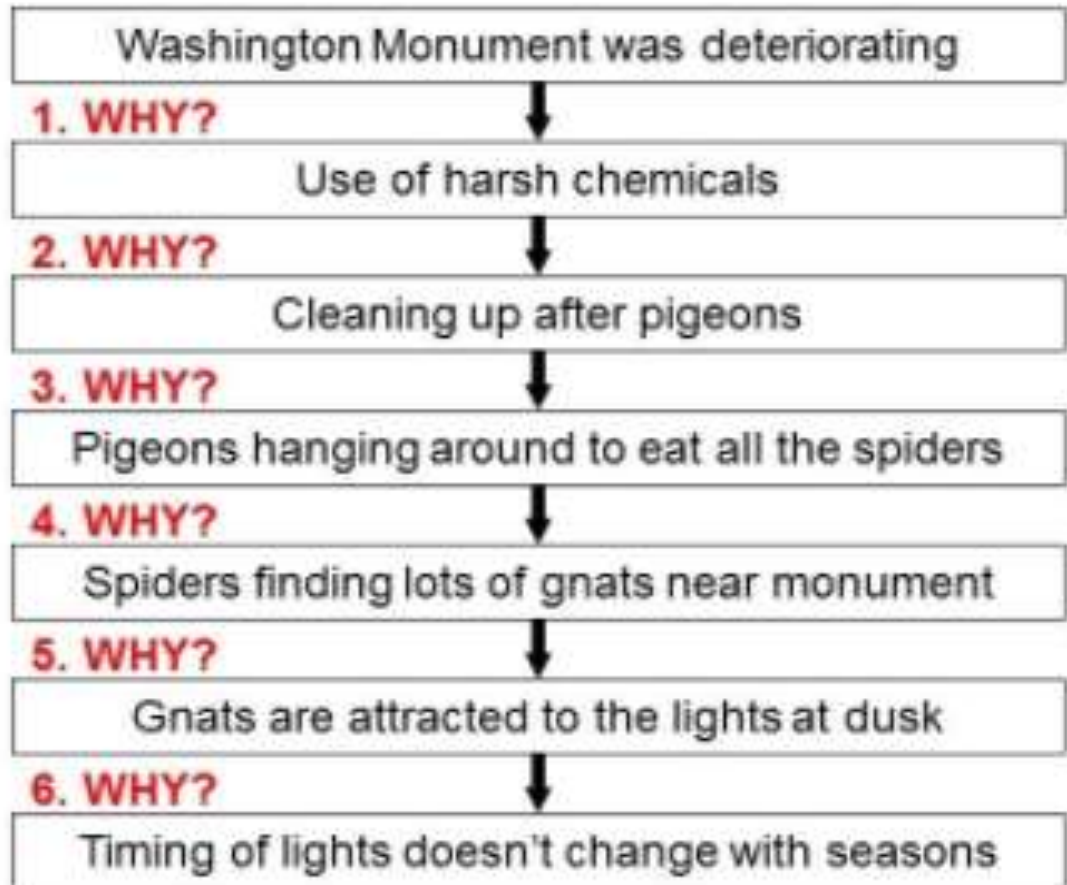 Washington Monument was deteriorating
1. WHY?
Use of harsh chemicals
2. WHY?
Cleaning up after pigeons
3. WHY?
Pigeons hanging around to eat all the spiders
4. WHY?
Spiders finding lots of gnats near monument
5. WHY?
Gnats are attracted to the lights at dusk
6. WHY?
Timing of lights doesn't change with seasons